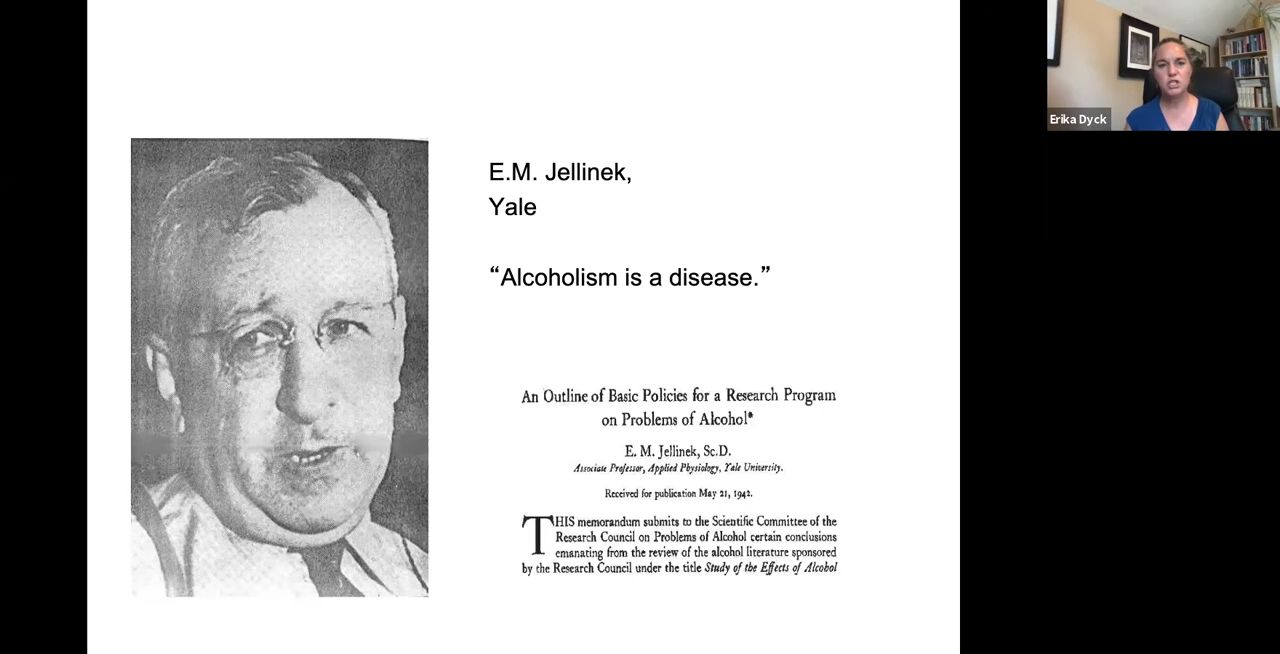 E.M. Jellinek,
Yale
“Alcoholism is a disease.”
An Outline of Basic Policies for a Research Program
on Problems of Alcohol*
E. M. Jellinek, Sc.D.
Associate Professor, Applied Physiology, Yale University.
Received for publication May 21, 1942.
THIS memorandum submits to the Scientific Committee of the
Research Council on Problems of Alcohol certain conclusions
emanating from the review of the alcohol literature sponsored
by the Research Council under the title Study of the Effects of Alcohol
Erika Dyck